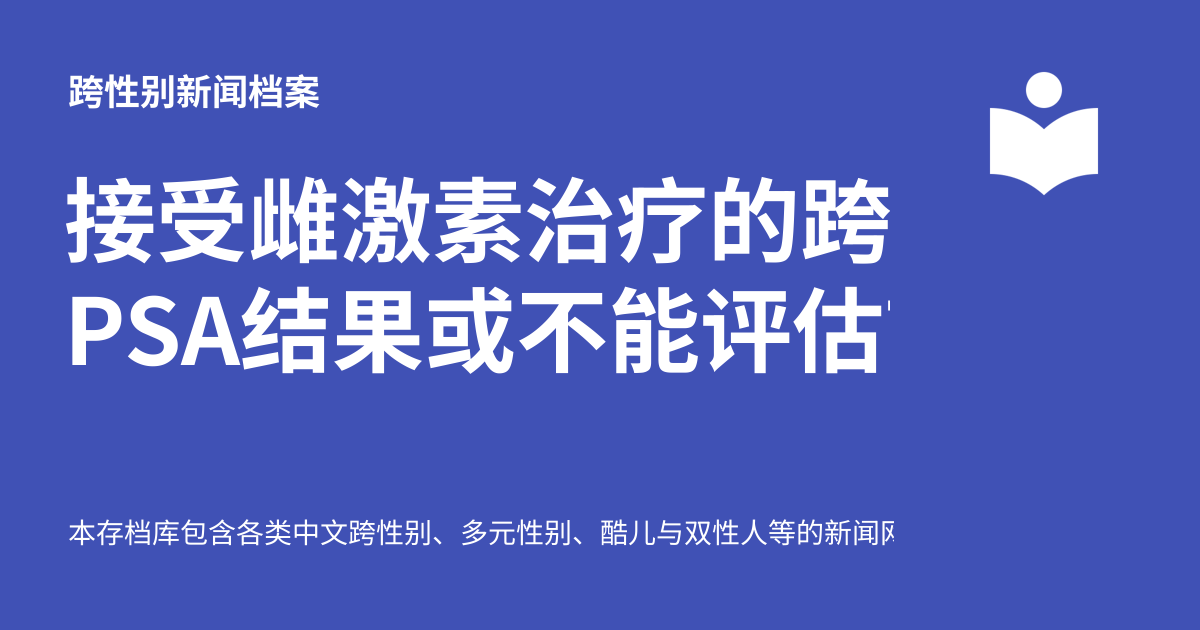 跨性别新闻档案
接受雌激素治疗的跨
PSA结果或不能评估
本存档库包含各类中文跨性别、多元性别、酷儿与双性人等的新闻网